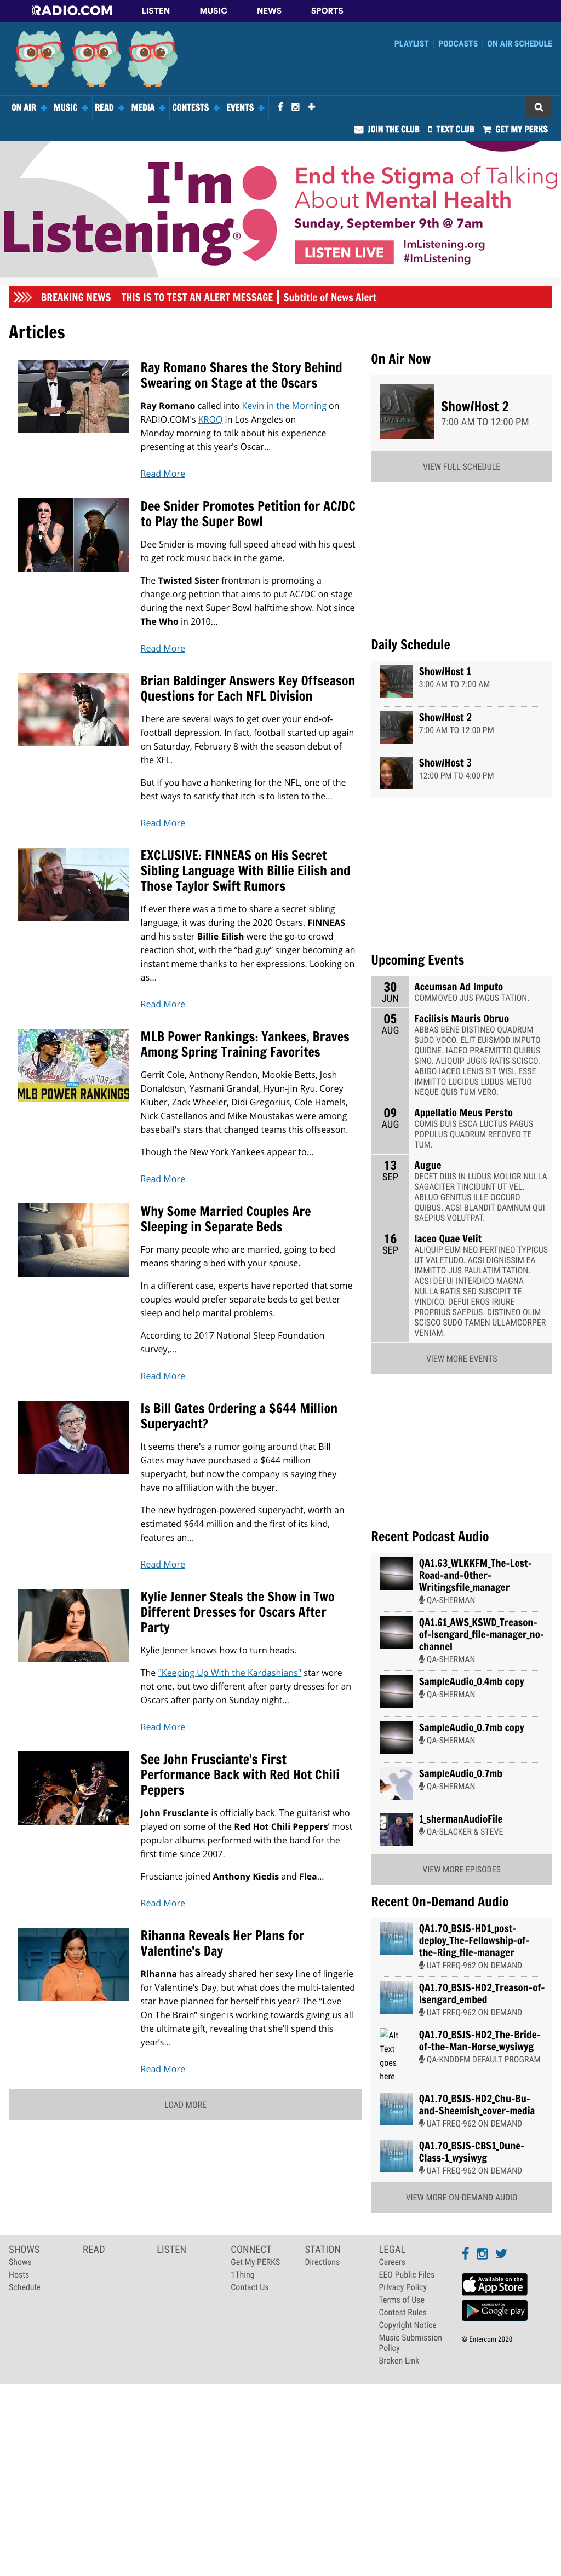 RADIO.COM LISTEN MUSIC NEWS SPORTS
PLAYLIST PODCASTS ON AIR SCHEDULE
ON AIR MUSIC READ MEDIA CONTESTS EVENTS
JOIN THE CLUB TEXT CLUB GET MY PERKS
I'm Listening®
End the Stigma of Talking
About Mental Health
Sunday, September 9th @ 7am
LISTEN LIVE
ImListening.org
#ImListening
BREAKING NEWS THIS IS TO TEST AN ALERT MESSAGE | Subtitle of News Alert
Articles
Ray Romano Shares the Story Behind
Swearing on Stage at the Oscars
Ray Romano called into Kevin in the Morning on
RADIO.COM's KROQ in Los Angeles on
Monday morning to talk about his experience
presenting at this year's Oscar...
Read More
Dee Snider Promotes Petition for AC/DC
to Play the Super Bowl
Dee Snider is moving full speed ahead with his quest
to get rock music back in the game.
The Twisted Sister frontman is promoting a
change.org petition that aims to put AC/DC on stage
during the next Super Bowl halftime show. Not since
The Who in 2010...
Read More
Brian Baldinger Answers Key Offseason
Questions for Each NFL Division
There are several ways to get over your end-of-
football depression. In fact, football started up again
on Saturday, February 8 with the season debut of
the XFL.
But if you have a hankering for the NFL, one of the
best ways to satisfy that itch is to listen to the...
Read More
EXCLUSIVE: FINNEAS on His Secret
Sibling Language With Billie Eilish and
Those Taylor Swift Rumors
If ever there was a time to share a secret sibling
language, it was during the 2020 Oscars. FINNEAS
and his sister Billie Eilish were the go-to crowd
reaction shot, with the “bad guy” singer becoming an
instant meme thanks to her expressions. Looking on
as...
Read More
MLB POWER RANKINGS
MLB Power Rankings: Yankees, Braves
Among Spring Training Favorites
Gerrit Cole, Anthony Rendon, Mookie Betts, Josh
Donaldson, Yasmani Grandal, Hyun-jin Ryu, Corey
Kluber, Zack Wheeler, Didi Gregorius, Cole Hamels,
Nick Castellanos and Mike Moustakas were among
baseball's stars that changed teams this offseason.
Though the New York Yankees appear to...
Read More
Why Some Married Couples Are
Sleeping in Separate Beds
For many people who are married, going to bed
means sharing a bed with your spouse.
In a different case, experts have reported that some
couples would prefer separate beds to get better
sleep and help marital problems.
According to 2017 National Sleep Foundation
survey,...
Read More
Is Bill Gates Ordering a $644 Million
Superyacht?
It seems there's a rumor going around that Bill
Gates may have purchased a $644 million
superyacht, but now the company is saying they
have no affiliation with the buyer.
The new hydrogen-powered superyacht, worth an
estimated $644 million and the first of its kind,
features an...
Read More
Kylie Jenner Steals the Show in Two
Different Dresses for Oscars After
Party
Kylie Jenner knows how to turn heads.
The "Keeping Up With the Kardashians" star wore
not one, but two different after party dresses for an
Oscars after party on Sunday night...
Read More
See John Frusciante's First
Performance Back with Red Hot Chili
Peppers
John Frusciante is officially back. The guitarist who
played on some of the Red Hot Chili Peppers’ most
popular albums performed with the band for the
first time since 2007.
Frusciante joined Anthony Kiedis and Flea...
Read More
Rihanna Reveals Her Plans for
Valentine's Day
Rihanna has already shared her sexy line of lingerie
for Valentine’s Day, but what does the multi-talented
star have planned for herself this year? The “Love
On The Brain” singer is working towards giving us all
the ultimate gift, revealing that she’ll spend this
year’s...
Read More
LOAD MORE
On Air Now
Show/Host 2
7:00 AM TO 12:00 PM
VIEW FULL SCHEDULE
Daily Schedule
Show/Host 1
3:00 AM TO 7:00 AM
Show/Host 2
7:00 AM TO 12:00 PM
Show/Host 3
12:00 PM TO 4:00 PM
Upcoming Events
30 JUN
Accumsan Ad Imputo
COMMOVEO JUS PAGUS TATION.
05 AUG
Facilisis Mauris Obruo
ABBAS BENE DISTINEO QUADRUM
SUDO VOCO. ELIT EUISMOD IMPUTO
QUIDNE. IACEO PRAEMITTO QUIBUS
SINO. ALIQUIP JUGIS RATIS SCISCO.
ABIGO IACEO LENIS SIT WISI. ESSE
IMMITTO LUCIDUS LUDUS METUO
NEQUE QUIS TUM VERO.
09 AUG
Appellatio Meus Persto
COMIS DUIS ESCA LUCTUS PAGUS
POPULUS QUADRUM REFOVEO TE
TUM.
13 SEP
Augue
DECET DUIS IN LUDUS MOLIOR NULLA
SAGACITER TINCIDUNT UT VEL.
ABLUO GENITUS ILLE OCCURO
QUIBUS. ACSI BLANDIT DAMNUM QUI
SAEPIUS VOLUTPAT.
16 SEP
Iaceo Quae Velit
ALIQUIP EUM NEO PERTINEO TYPICUS
UT VALETUDO. ACSI DIGNISSIM EA
IMMITTO JUS PAULATIM TATION.
ACSI DEFUI INTERDICO MAGNA
NULLA RATIS SED SUSCIPIT TE
VINDICO. DEFUI EROS IRIURE
PROPRIUS SAEPIUS. DISTINEO OLIM
SCISCO SUDO TAMEN ULLAMCORPER
VENIAM.
VIEW MORE EVENTS
Recent Podcast Audio
QA1.63_WLKKFM_The-Lost-
Road-and-Other-
Writingsfile_manager
QA-SHERMAN
QA1.61_AWS_KSWD_Treason-
of-Isengard_file-manager_no-
channel
QA-SHERMAN
SampleAudio_0.4mb copy
QA-SHERMAN
SampleAudio_0.7mb copy
QA-SHERMAN
SampleAudio_0.7mb
QA-SHERMAN
1_shermanAudioFile
QA-SLACKER & STEVE
VIEW MORE EPISODES
Recent On-Demand Audio
QA1.70_BSJS-HD1_post-
deploy_The-Fellowship-of-
the-Ring_file-manager
UAT FREQ-962 ON DEMAND
QA1.70_BSJS-HD2_Treason-of-
Isengard_embed
UAT FREQ-962 ON DEMAND
Alt
Text
goes
here
QA1.70_BSJS-HD2_The-Bride-
of-the-Man-Horse_wysiwyg
QA-KNDDFM DEFAULT PROGRAM
QA1.70_BSJS-HD2_Chu-Bu-
and-Sheemish_cover-media
UAT FREQ-962 ON DEMAND
QA1.70_BSJS-CBS1_Dune-
Class-1_wysiwyg
UAT FREQ-962 ON DEMAND
VIEW MORE ON-DEMAND AUDIO
SHOWS
Shows
Hosts
Schedule
READ
LISTEN
CONNECT
Get My PERKS
1Thing
Contact Us
STATION
Directions
LEGAL
Careers
EEO Public Files
Privacy Policy
Terms of Use
Contest Rules
Copyright Notice
Music Submission
Policy
Broken Link
Available on the
App Store
ANDROID APP ON
Google play
© Entercom 2020